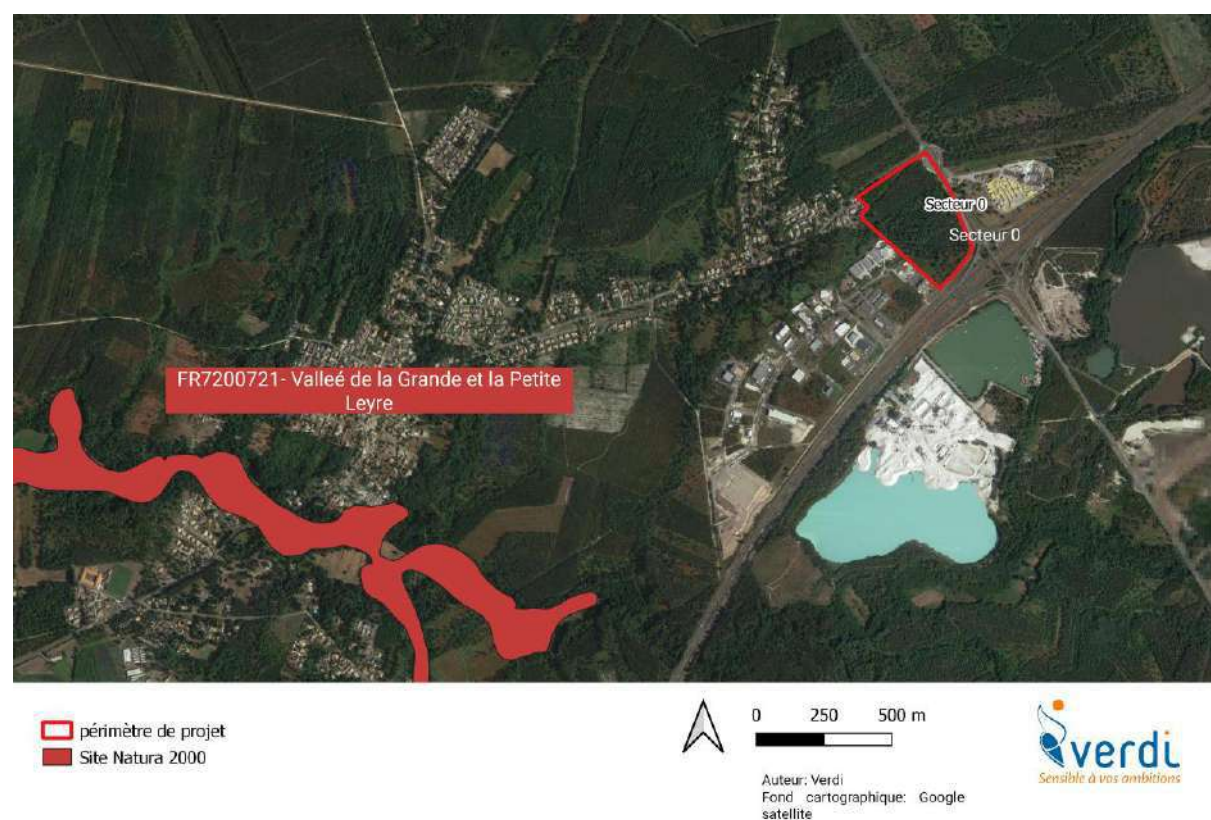 Secteur 0
Secteur 0
FR7200721- Valleé de la Grande et la Petite
Leyre
périmètre de projet
Site Natura 2000
0 250 500 m
Auteur: Verdi
Fond cartographique: Google
satellite
verdi
Sensible à vos ambitions